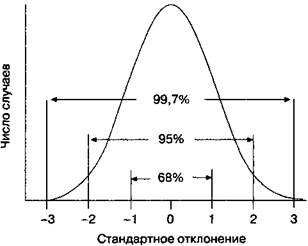 Число случаев
99,7%
95%
68%
−3 −2 −1 0 1 2 3
Стандартное отклонение